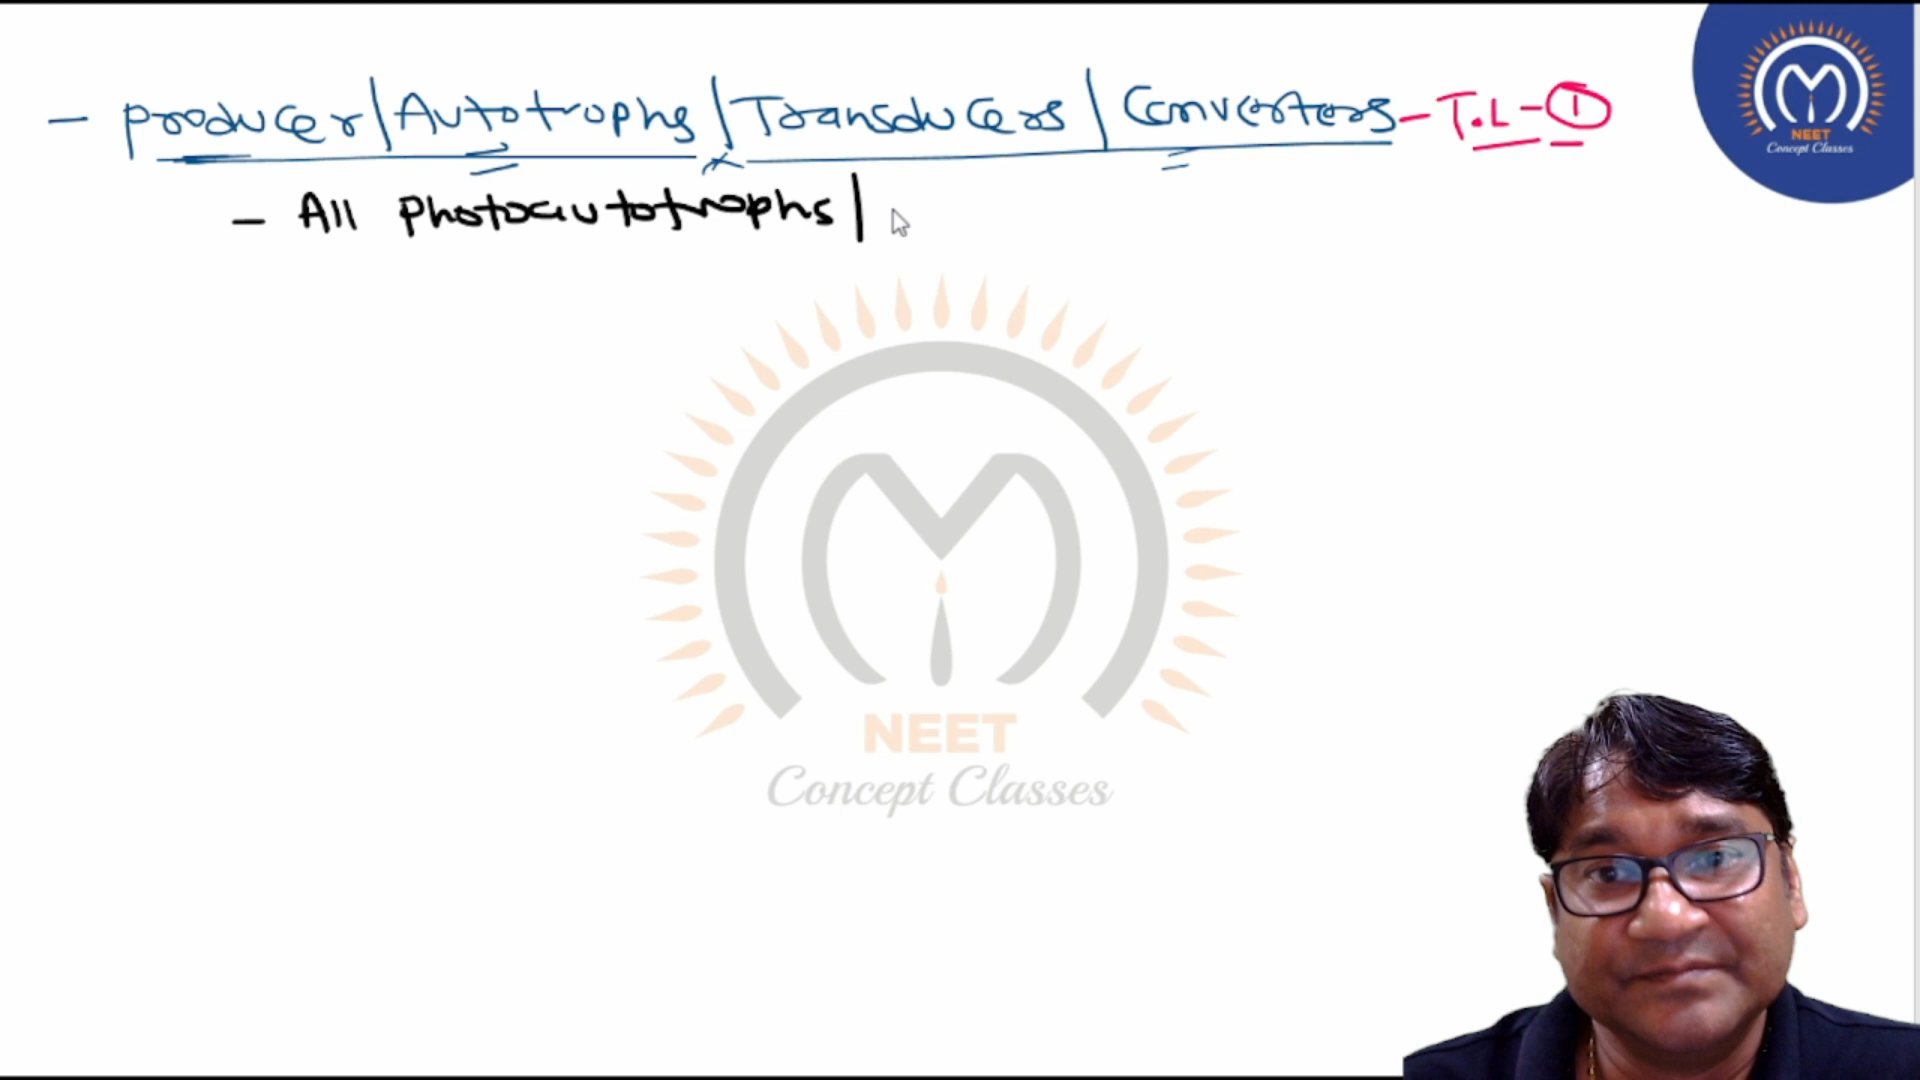 - producer/Autotrophs/Transducers/Converters - T.L - 1
- All Photoautotrophs/
NEET
Concept Classes
NEET
Concept Classes